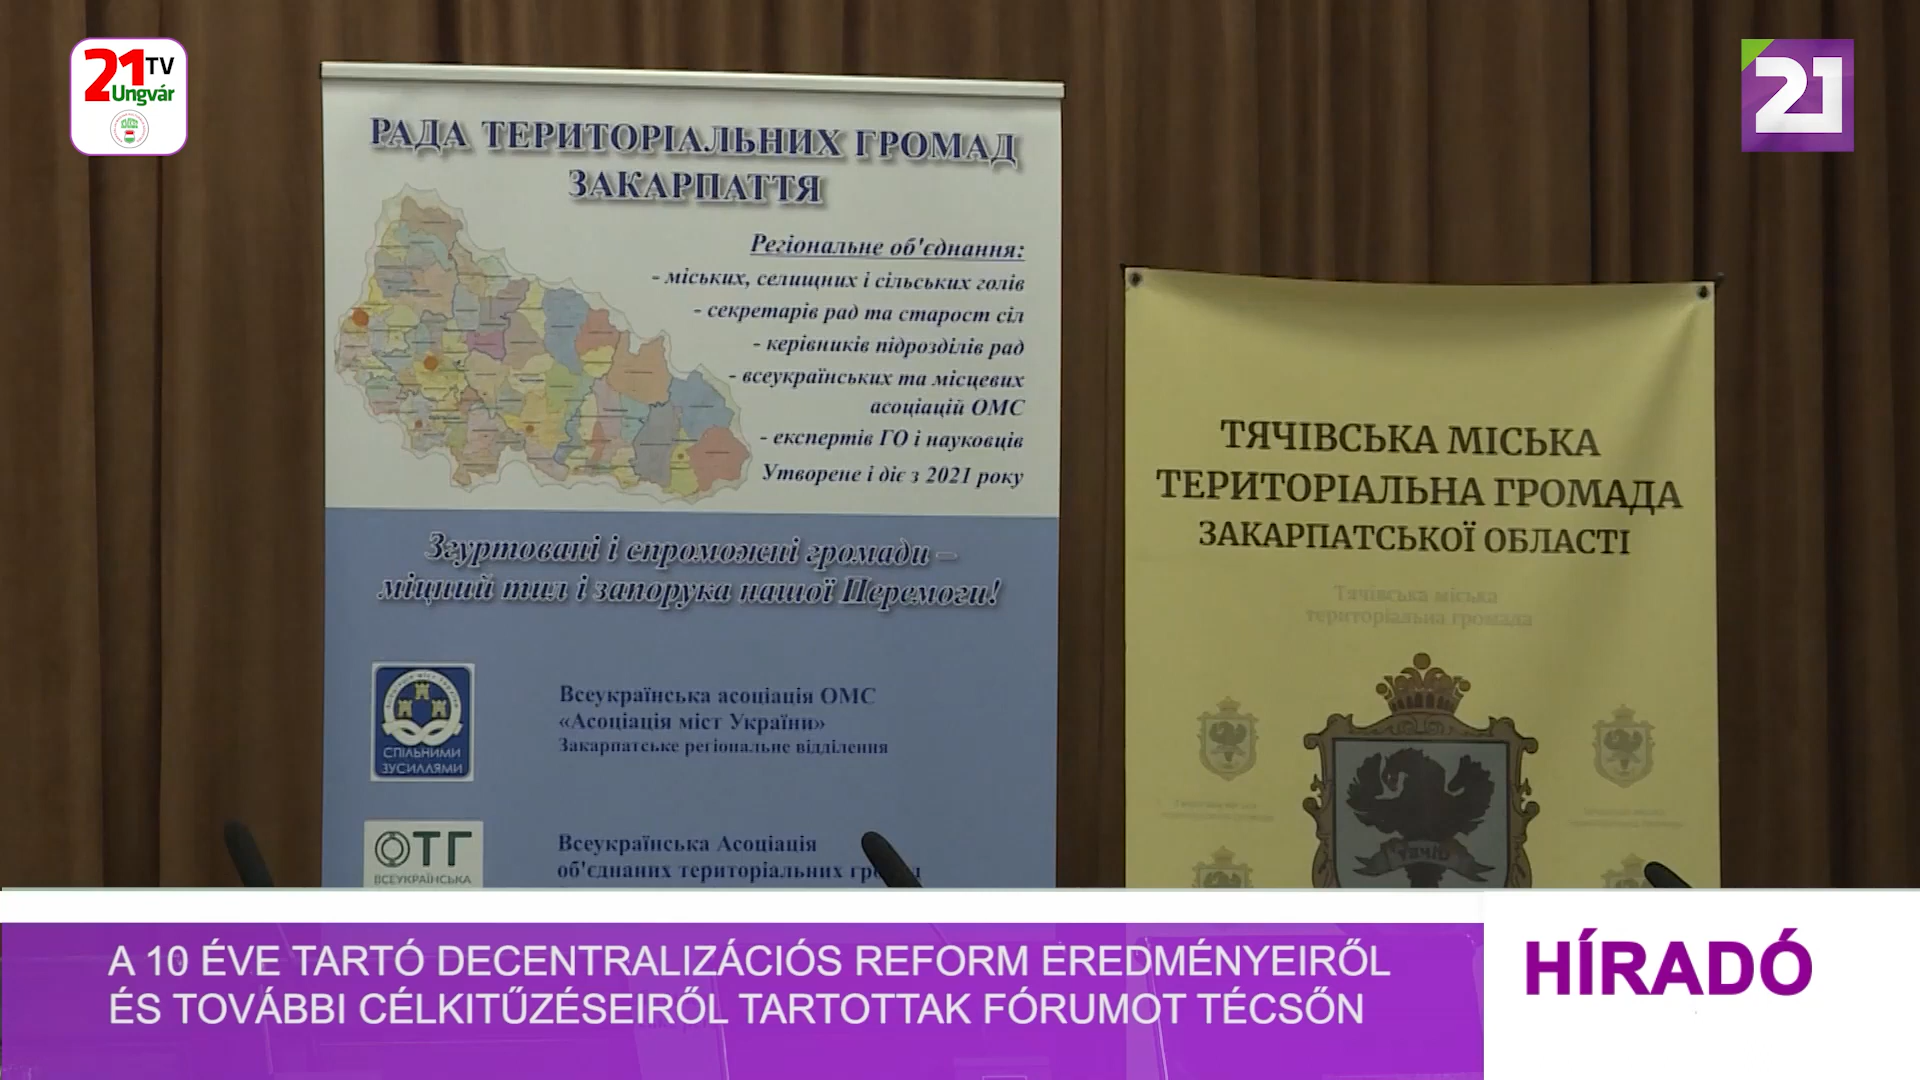 21 TV
Ungvár
21
РАДА ТЕРИТОРІАЛЬНИХ ГРОМАД
ЗАКАРПАТТЯ
Регіональне об'єднання:
- міських, селищних і сільських голів
- секретарів рад та старост сіл
- керівників підрозділів рад
- всеукраїнських та місцевих
асоціацій ОМС
- експертів ГО і науковців
Утворене і діє з 2021 року
Згуртовані і спроможні громади –
міцний тил і запорука нашої Перемоги!
СПІЛЬНИМИ
ЗУСИЛЛЯМИ
Всеукраїнська асоціація ОМС
«Асоціація міст України»
Закарпатське регіональне відділення
ОТГ
ВСЕУКРАЇНСЬКА
Всеукраїнська Асоціація
об'єднаних територіальних
ТЯЧІВСЬКА МІСЬКА
ТЕРИТОРІАЛЬНА ГРОМАДА
ЗАКАРПАТСЬКОЇ ОБЛАСТІ
Тячівська міська
територіальна громада
A 10 ÉVE TARTÓ DECENTRALIZÁCIÓS REFORM EREDMÉNYEIRŐL
ÉS TOVÁBBI CÉLKITŰZÉSEIRŐL TARTOTTAK FÓRUMOT TÉCSŐN
HÍRADÓ